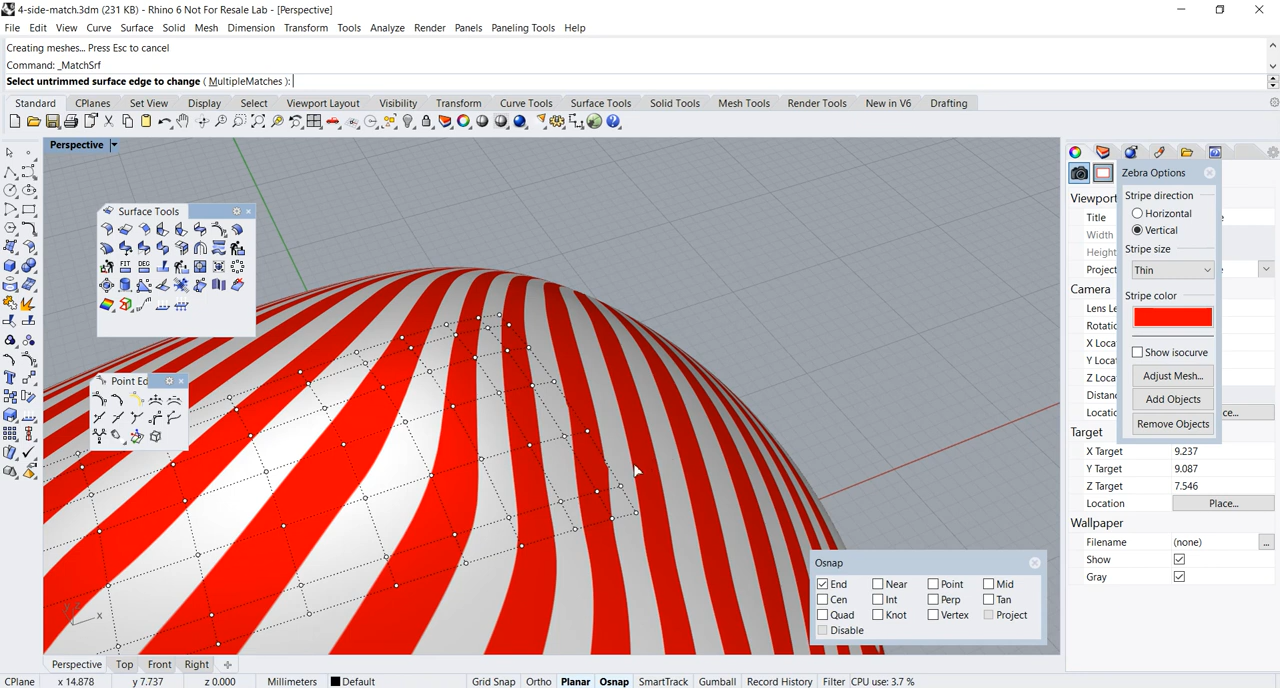 4-side-match.3dm (231 KB) - Rhino 6 Not For Resale Lab - [Perspective]
File Edit View Curve Surface Solid Mesh Dimension Transform Tools Analyze Render Panels Paneling Tools Help
Creating meshes... Press Esc to cancel
Command: _MatchSrf
Select untrimmed surface edge to change ( MultipleMatches ):
Standard CPlanes Set View Display Select Viewport Layout Visibility Transform Curve Tools Surface Tools Solid Tools Mesh Tools Render Tools New in V6 Drafting
Perspective
Surface Tools
Point Ed
Zebra Options
Stripe direction
Horizontal
Vertical
Stripe size
Thin
Stripe color
Show isocurve
Adjust Mesh...
Add Objects
Remove Objects
Viewport
Title
Width
Height
Camera
X Loca
Y Loca
Z Loca
Target
X Target 9.237
Y Target 9.087
Z Target 7.546
Location Place...
Wallpaper
Filename (none) ...
Show
Gray
Osnap
End Near Point Mid
Cen Int Perp Tan
Quad Knot Vertex Project
Disable
x
Perspective Top Front Right
CPlane x 14.878 y 7.737 z 0.000 Millimeters Default Grid Snap Ortho Planar Osnap SmartTrack Gumball Record History Filter CPU use: 3.7 %